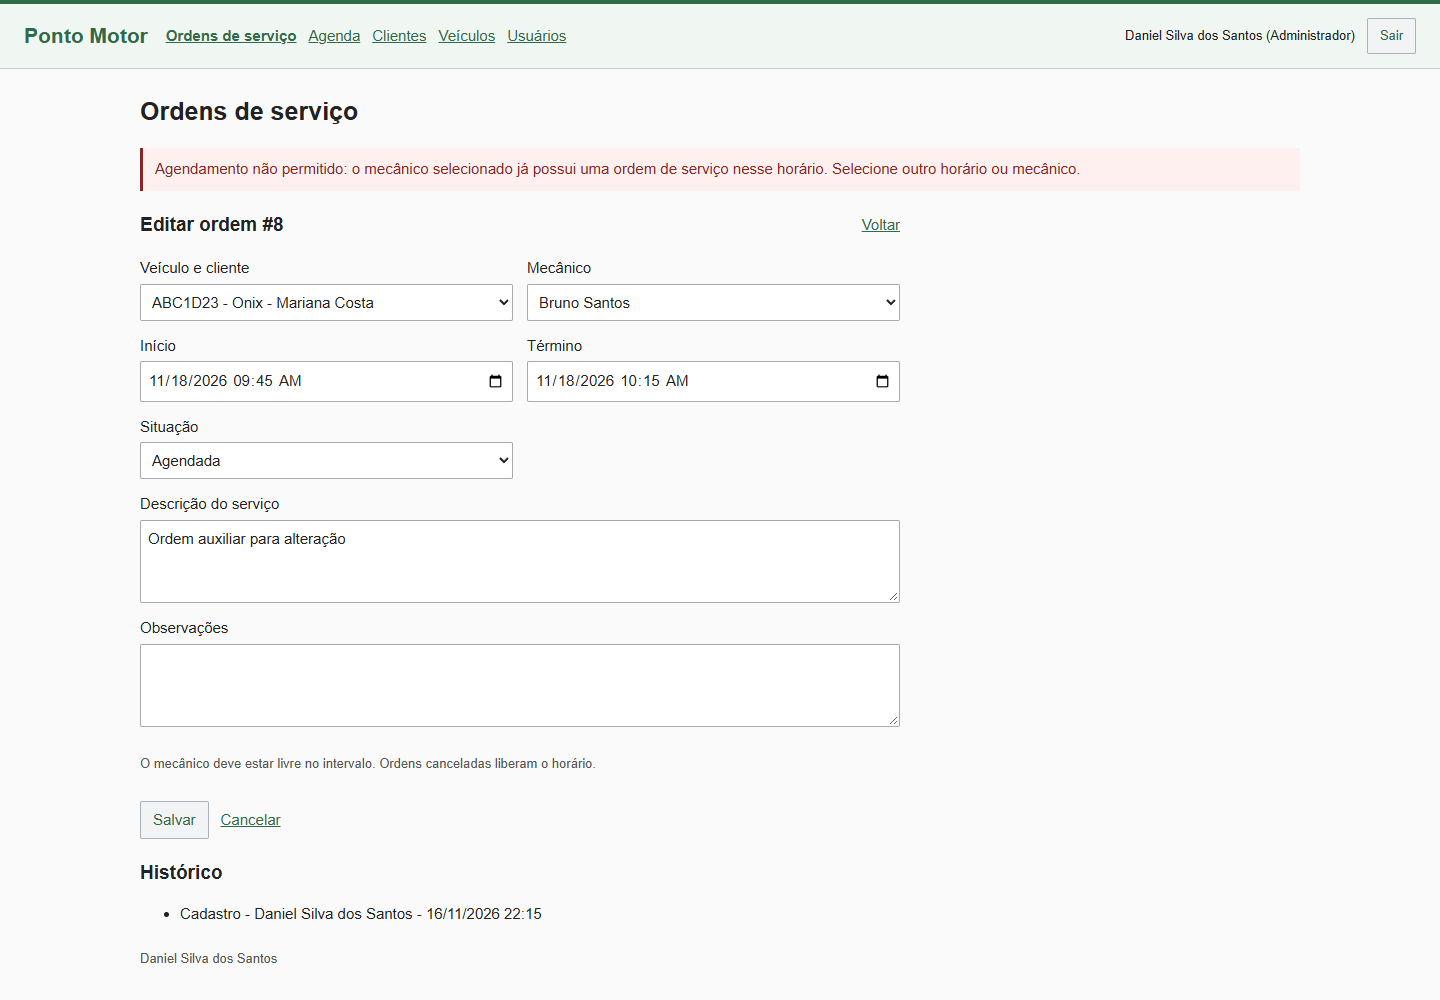 Ponto Motor Ordens de serviço Agenda Clientes Veículos Usuários Daniel Silva dos Santos (Administrador) Sair
Ordens de serviço
Agendamento não permitido: o mecânico selecionado já possui uma ordem de serviço nesse horário. Selecione outro horário ou mecânico.
Editar ordem #8 Voltar
Veículo e cliente Mecânico
ABC1D23 - Onix - Mariana Costa Bruno Santos
Início Término
11/18/2026 09:45 AM 11/18/2026 10:15 AM
Situação
Agendada
Descrição do serviço
Ordem auxiliar para alteração
Observações
O mecânico deve estar livre no intervalo. Ordens canceladas liberam o horário.
Salvar Cancelar
Histórico
Cadastro - Daniel Silva dos Santos - 16/11/2026 22:15
Daniel Silva dos Santos